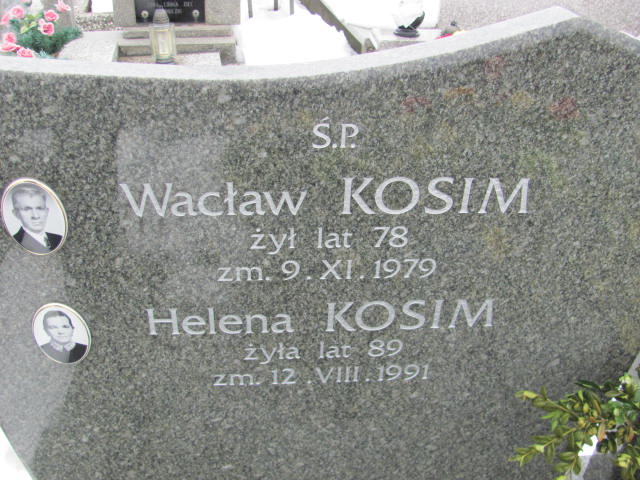 Ś.P.
Wacław KOSIM
żył lat 78
zm. 9. XI. 1979
Helena KOSIM
żyła lat 89
zm. 12. VIII. 1991